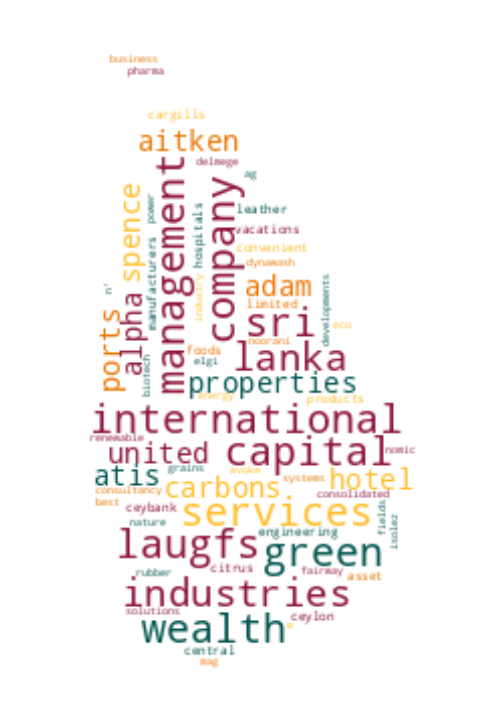 business
pharma
cargills
aitken
delmege
ag
management
company
spence
power
leather
hospitals
vacations
manufacturers
convenient
dynawash
industry
adam
n'
alpha
ports
limited
developments
sri
eco
noorani
foods
lanka
elgi
biotech
properties
energy
products
international
renewable
united
capital
nomic
atis
grains
evoke
systems
hotel
consultancy
carbons
consolidated
best
ceybank
services
fields
nature
engineering
isolez
laugfs
green
rubber
citrus
fairway
asset
industries
solutions
ceylon
wealth
central
mag